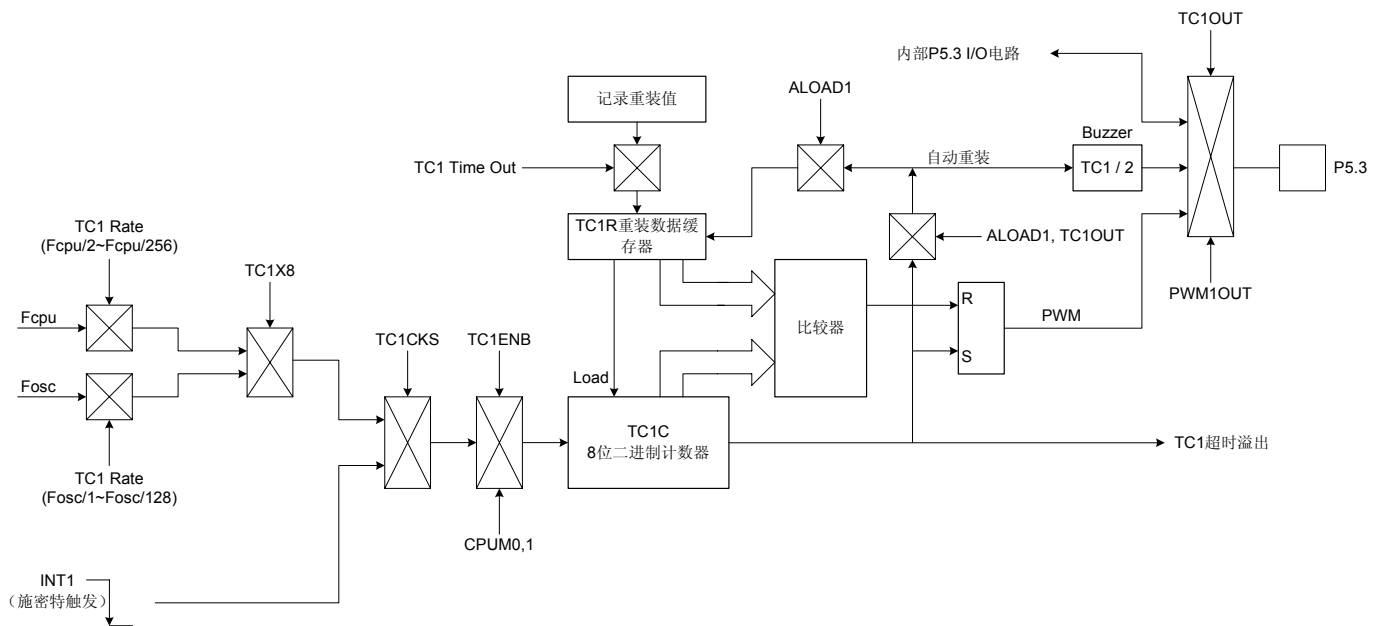 TC1OUT
内部P5.3 I/O电路
记录重装值
ALOAD1
Buzzer
TC1 Time Out
自动重装
TC1 / 2
P5.3
TC1R重装数据缓
存器
ALOAD1, TC1OUT
TC1 Rate
(Fcpu/2~Fcpu/256)
TC1X8
PWM1OUT
Fcpu
R
PWM
比较器
TC1CKS
TC1ENB
S
Fosc
Load
TC1C
8位二进制计数器
TC1超时溢出
TC1 Rate
(Fosc/1~Fosc/128)
CPUM0,1
INT1
（施密特触发）